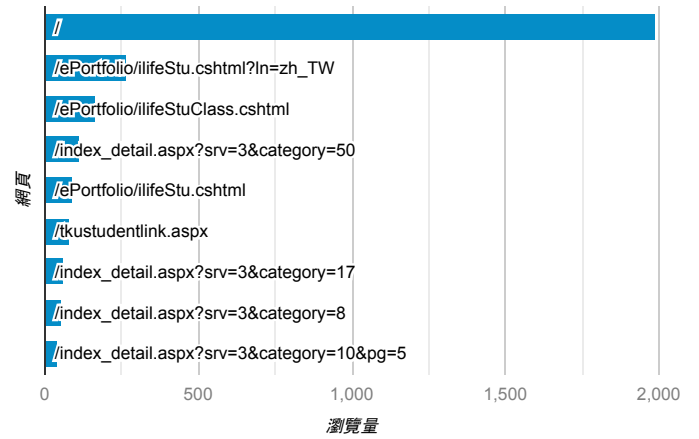 /
/ePortfolio/ilifeStu.cshtml?ln=zh_TW
/ePortfolio/ilifeStuClass.cshtml
/index_detail.aspx?srv=3&category=50
/ePortfolio/ilifeStu.cshtml
/tkustudentlink.aspx
/index_detail.aspx?srv=3&category=17
/index_detail.aspx?srv=3&category=8
/index_detail.aspx?srv=3&category=10&pg=5
網頁
0 500 1,000 1,500 2,000
瀏覽量